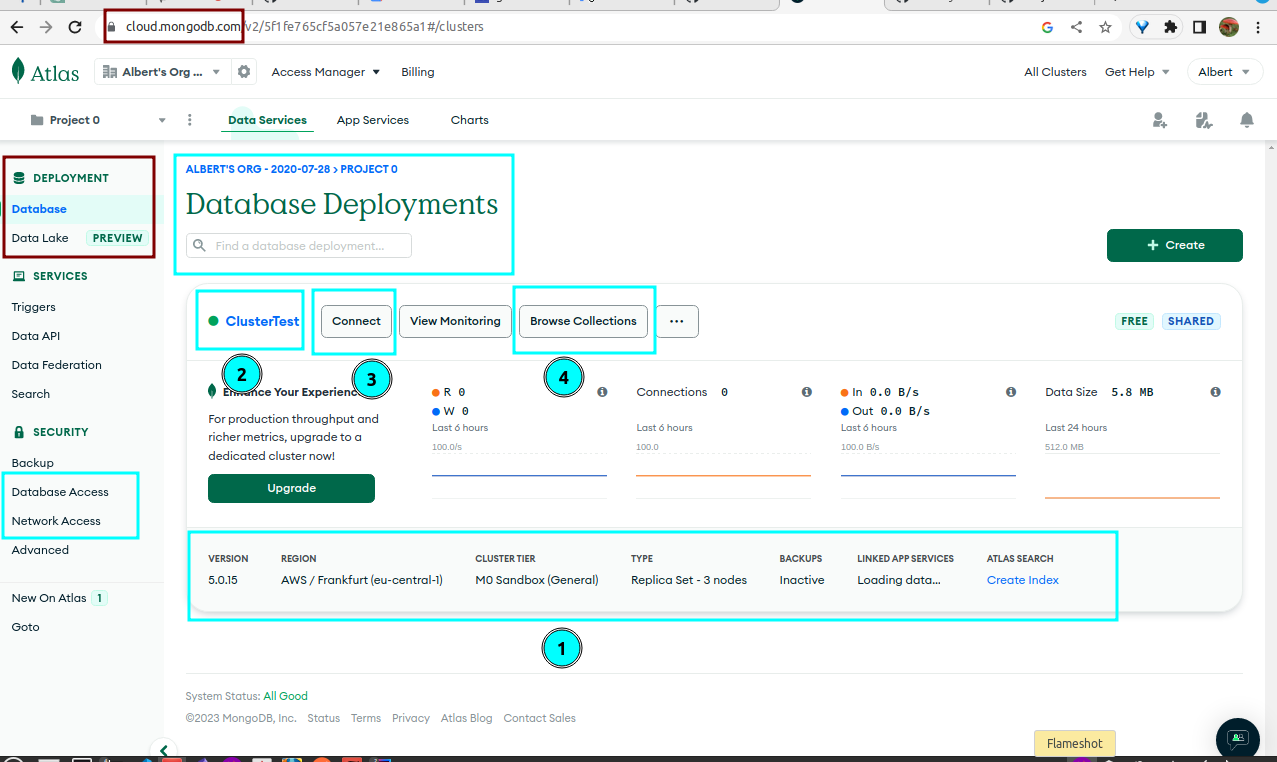 cloud.mongodb.com/v2/5f1fe765cf5a057e21e865a1#/clusters
Atlas
Albert's Org ...
Access Manager
Billing
All Clusters
Get Help
Albert
Project 0
Data Services
App Services
Charts
DEPLOYMENT
Database
Data Lake
PREVIEW
SERVICES
Triggers
Data API
Data Federation
Search
SECURITY
Backup
Database Access
Network Access
Advanced
New On Atlas 1
Goto
ALBERT'S ORG - 2020-07-28 > PROJECT 0
Database Deployments
Find a database deployment...
+ Create
ClusterTest
Connect
View Monitoring
Browse Collections
...
FREE
SHARED
2
3
4
Enhance Your Experience
For production throughput and
richer metrics, upgrade to a
dedicated cluster now!
Upgrade
R 0
W 0
Last 6 hours
100.0/s
Connections 0
Last 6 hours
100.0
In 0.0 B/s
Out 0.0 B/s
Last 6 hours
100.0 B/s
Data Size 5.8 MB
Last 24 hours
512.0 MB
VERSION REGION CLUSTER TIER TYPE BACKUPS LINKED APP SERVICES ATLAS SEARCH
5.0.15 AWS / Frankfurt (eu-central-1) M0 Sandbox (General) Replica Set - 3 nodes Inactive Loading data... Create Index
1
System Status: All Good
©2023 MongoDB, Inc. Status Terms Privacy Atlas Blog Contact Sales
Flameshot